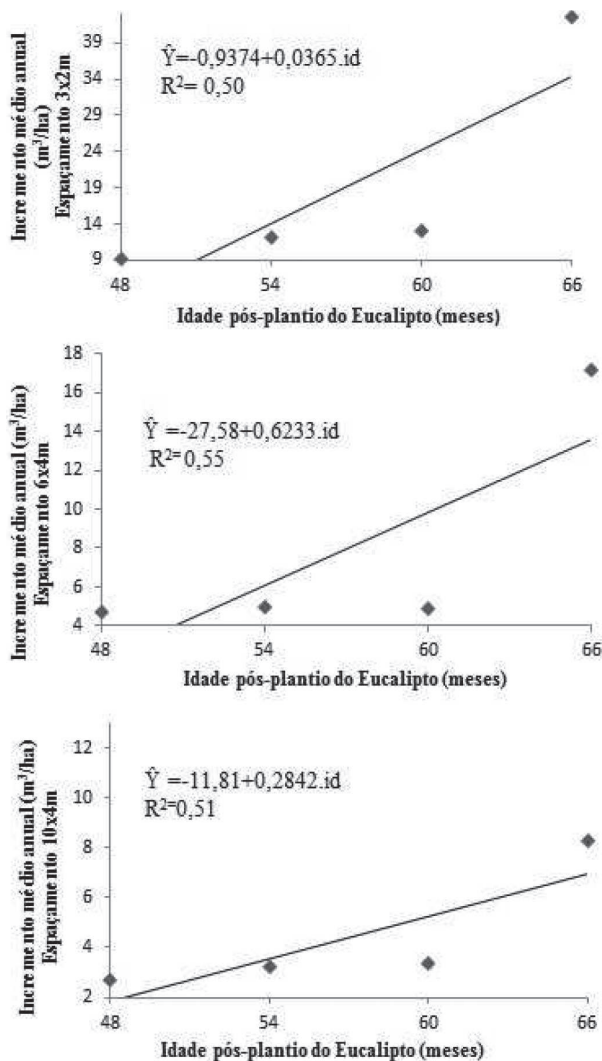 Incremento médio anual
(m³/ha)
Espaçamento 3x2m
39
34
29
24
19
14
9
Ŷ=-0,9374+0,0365.id
R²= 0,50
48
54
60
66
Idade pós-plantio do Eucalipto (meses)
Incremento médio anual (m³/ha)
Espaçamento 6x4m
18
16
14
12
10
8
6
4
Ŷ =-27,58+0,6233.id
R²= 0,55
48
54
60
66
Idade pós-plantio do Eucalipto (meses)
Incremento médio anual (m³/ha)
Espaçamento 10x4m
12
10
8
6
4
2
Ŷ =-11,81+0,2842.id
R²=0,51
48
54
60
66
Idade pós-plantio do Eucalipto (meses)